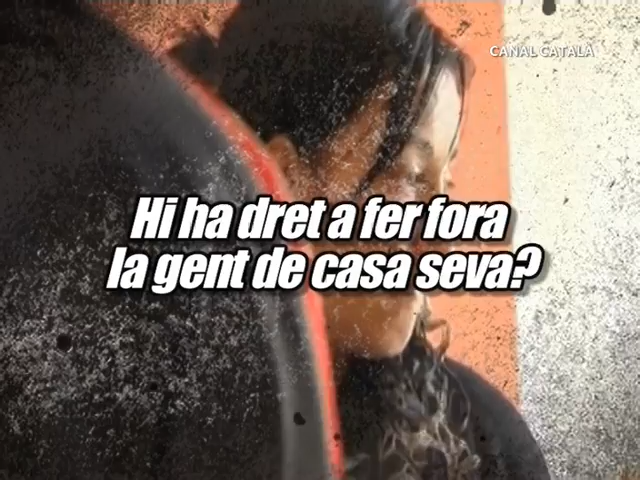 CANAL CATALÀ
Hi ha dret a fer fora
la gent de casa seva?